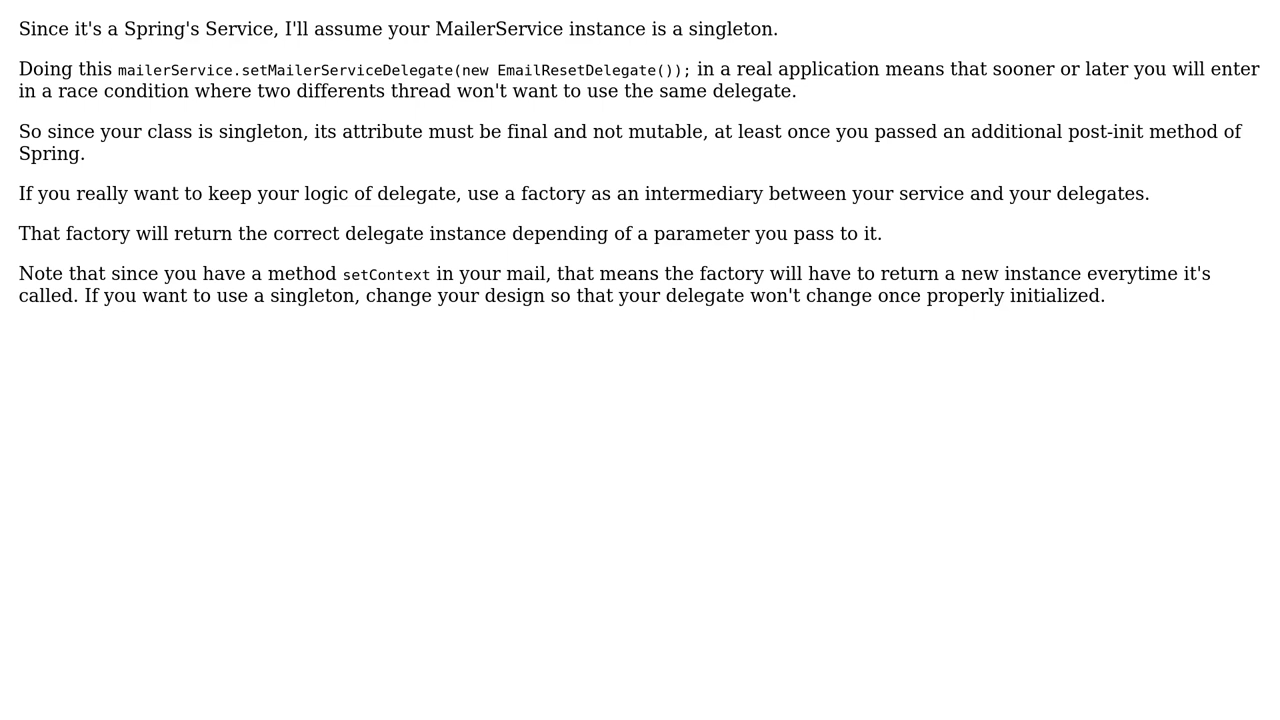 Since it's a Spring's Service, I'll assume your MailerService instance is a singleton.
Doing this mailerService.setMailerServiceDelegate(new EmailResetDelegate()); in a real application means that sooner or later you will enter
in a race condition where two differents thread won't want to use the same delegate.
So since your class is singleton, its attribute must be final and not mutable, at least once you passed an additional post-init method of
Spring.
If you really want to keep your logic of delegate, use a factory as an intermediary between your service and your delegates.
That factory will return the correct delegate instance depending of a parameter you pass to it.
Note that since you have a method setContext in your mail, that means the factory will have to return a new instance everytime it's
called. If you want to use a singleton, change your design so that your delegate won't change once properly initialized.